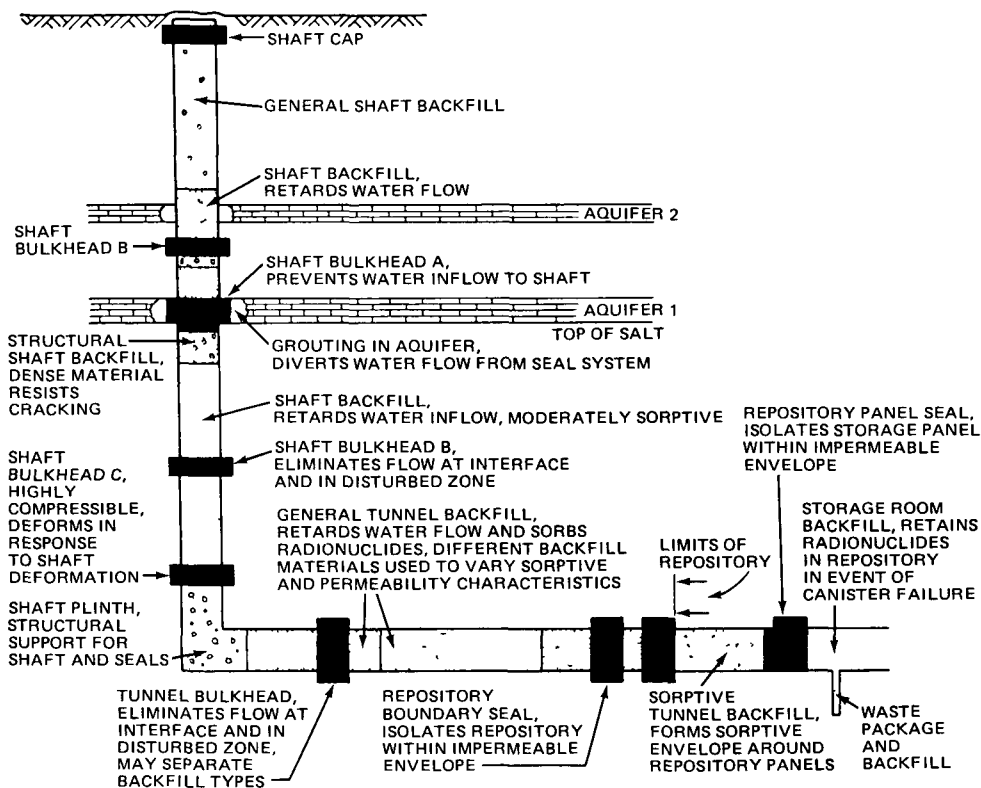 SHAFT CAP
GENERAL SHAFT BACKFILL
SHAFT BACKFILL,
RETARDS WATER FLOW
AQUIFER 2
SHAFT
BULKHEAD B
SHAFT BULKHEAD A,
PREVENTS WATER INFLOW TO SHAFT
AQUIFER 1
TOP OF SALT
STRUCTURAL
SHAFT BACKFILL,
DENSE MATERIAL
RESISTS
CRACKING
GROUTING IN AQUIFER,
DIVERTS WATER FLOW FROM SEAL SYSTEM
SHAFT BACKFILL,
RETARDS WATER INFLOW, MODERATELY SORPTIVE
REPOSITORY PANEL SEAL,
ISOLATES STORAGE PANEL
WITHIN IMPERMEABLE
ENVELOPE
SHAFT BULKHEAD B,
ELIMINATES FLOW AT INTERFACE
AND IN DISTURBED ZONE
SHAFT
BULKHEAD C,
HIGHLY
COMPRESSIBLE,
DEFORMS IN
RESPONSE
TO SHAFT
DEFORMATION
GENERAL TUNNEL BACKFILL,
RETARDS WATER FLOW AND SORBS
RADIONUCLIDES, DIFFERENT BACKFILL
MATERIALS USED TO VARY SORPTIVE
AND PERMEABILITY CHARACTERISTICS
LIMITS OF
REPOSITORY
STORAGE ROOM
BACKFILL, RETAINS
RADIONUCLIDES
IN REPOSITORY
IN EVENT OF
CANISTER FAILURE
SHAFT PLINTH,
STRUCTURAL
SUPPORT FOR
SHAFT AND SEALS
TUNNEL BULKHEAD,
ELIMINATES FLOW AT
INTERFACE AND IN
DISTURBED ZONE,
MAY SEPARATE
BACKFILL TYPES
REPOSITORY
BOUNDARY SEAL,
ISOLATES REPOSITORY
WITHIN IMPERMEABLE
ENVELOPE
SORPTIVE
TUNNEL BACKFILL,
FORMS SORPTIVE
ENVELOPE AROUND
REPOSITORY PANELS
WASTE
PACKAGE
AND
BACKFILL